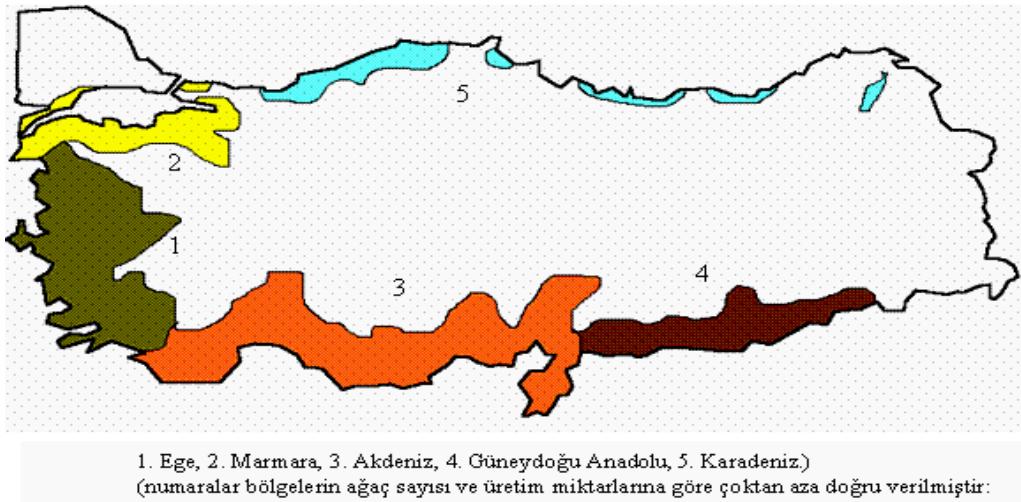 5
2
1
3
4
1. Ege, 2. Marmara, 3. Akdeniz, 4. Güneydoğu Anadolu, 5. Karadeniz.)
(numaralar bölgelerin ağaç sayısı ve üretim miktarlarına göre çoktan aza doğru verilmiştir: